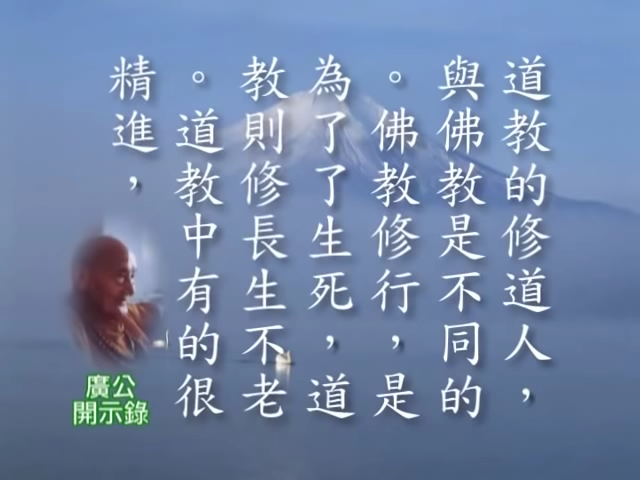 道教的修道人，
與佛教是不同的
。佛教修行，是
為了了生死，道
教則修長生不老
。道教中有的很
精進，
廣公
開示錄